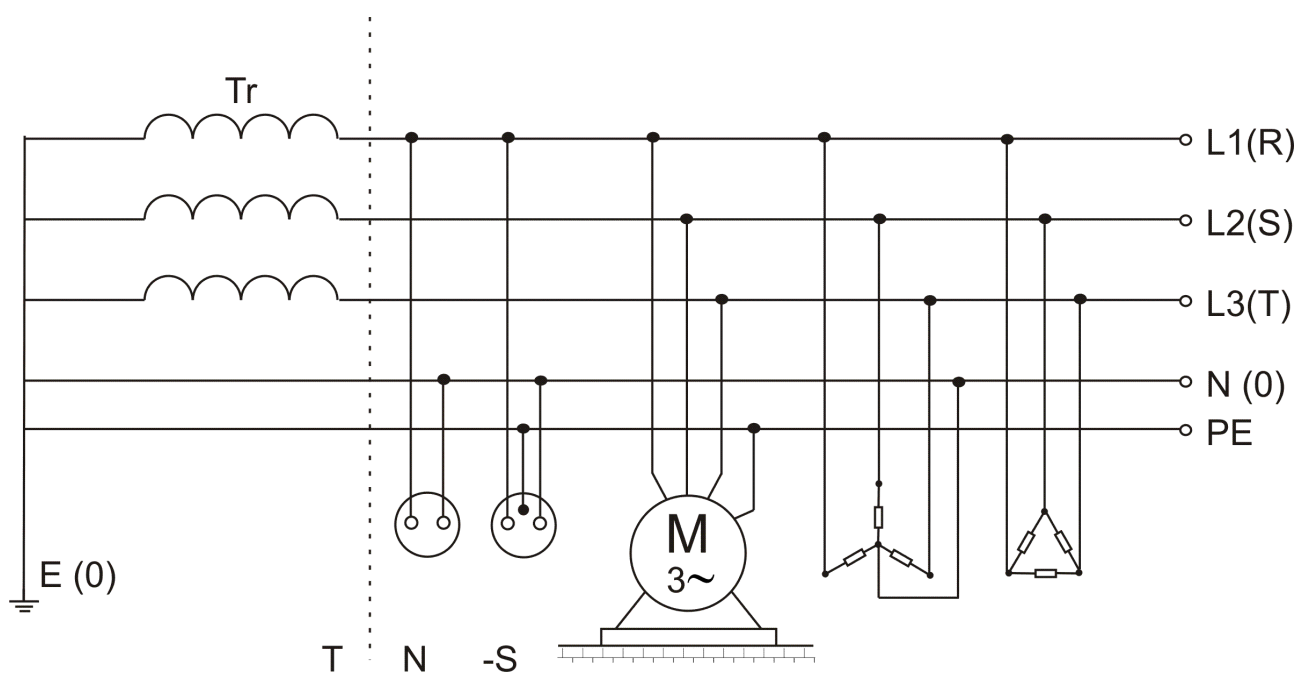 Tr
L1(R)
L2(S)
L3(T)
N (0)
PE
M
3~
E (0)
T N -S